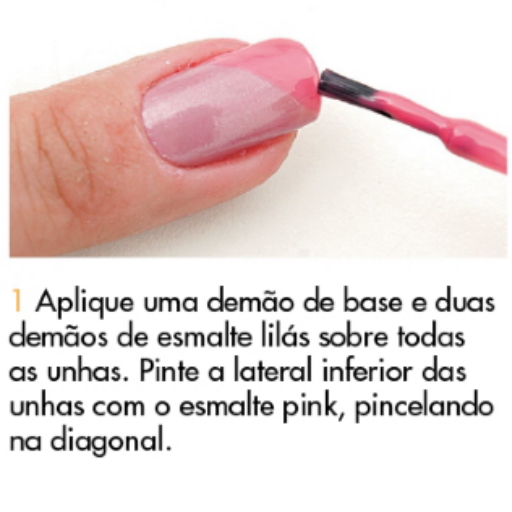 1 Aplique uma demão de base e duas
demãos de esmalte lilás sobre todas
as unhas. Pinte a lateral inferior das
unhas com o esmalte pink, pincelando
na diagonal.